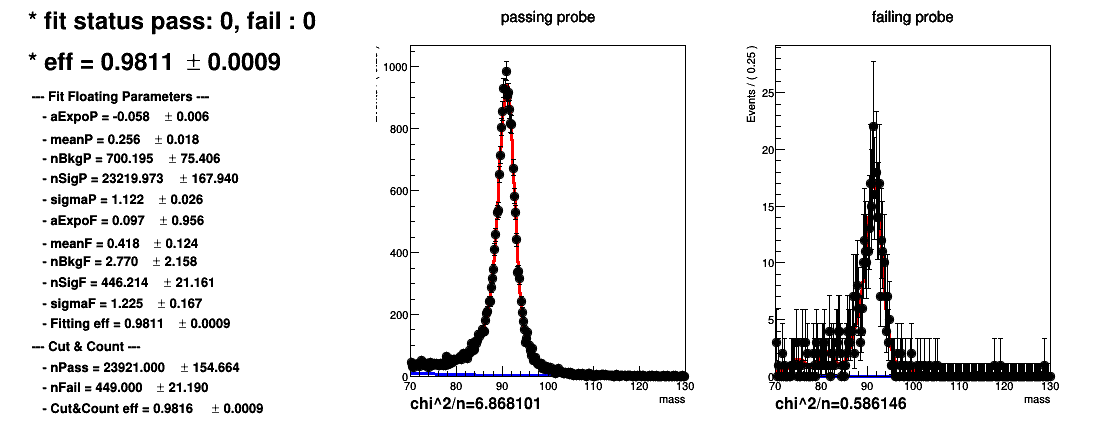 * fit status pass: 0, fail : 0
* eff = 0.9811 ± 0.0009
--- Fit Floating Parameters ---
- aExpoP = -0.058 ± 0.006
- meanP = 0.256 ± 0.018
- nBkgP = 700.195 ± 75.406
- nSigP = 23219.973 ± 167.940
- sigmaP = 1.122 ± 0.026
- aExpoF = 0.097 ± 0.956
- meanF = 0.418 ± 0.124
- nBkgF = 2.770 ± 2.158
- nSigF = 446.214 ± 21.161
- sigmaF = 1.225 ± 0.167
- Fitting eff = 0.9811 ± 0.0009
--- Cut & Count ---
- nPass = 23921.000 ± 154.664
- nFail = 449.000 ± 21.190
- Cut&Count eff = 0.9816 ± 0.0009
passing probe
1000
800
600
400
200
0
70 80 90 100 110 120 130
mass
chi^2/n=6.868101
failing probe
Events / ( 0.25 )
25
20
15
10
5
0
70 80 90 100 110 120 130
mass
chi^2/n=0.586146